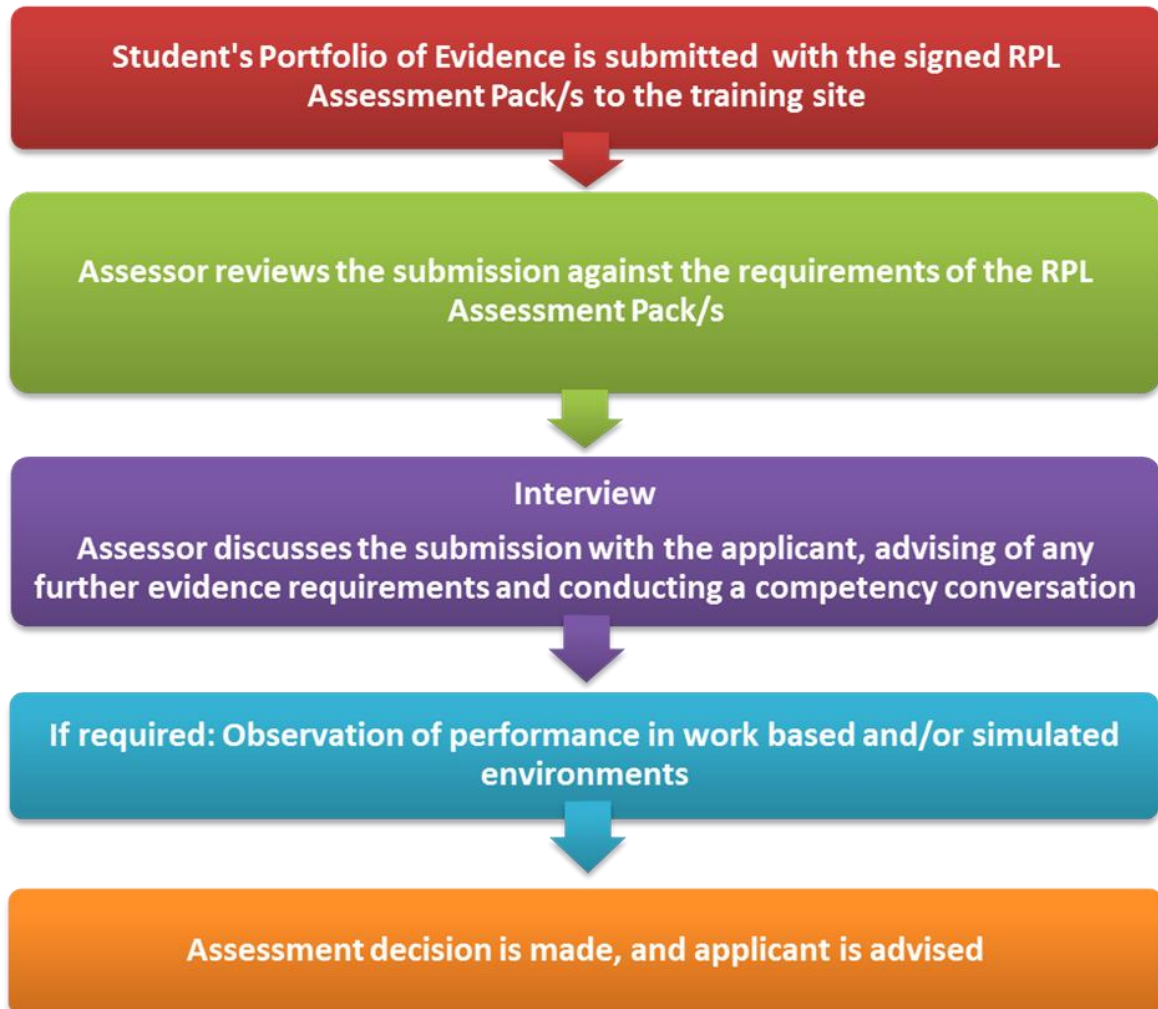 Student's Portfolio of Evidence is submitted with the signed RPL
Assessment Pack/s to the training site
Assessor reviews the submission against the requirements of the RPL
Assessment Pack/s
Interview
Assessor discusses the submission with the applicant, advising of any
further evidence requirements and conducting a competency conversation
If required: Observation of performance in work based and/or simulated
environments
Assessment decision is made, and applicant is advised